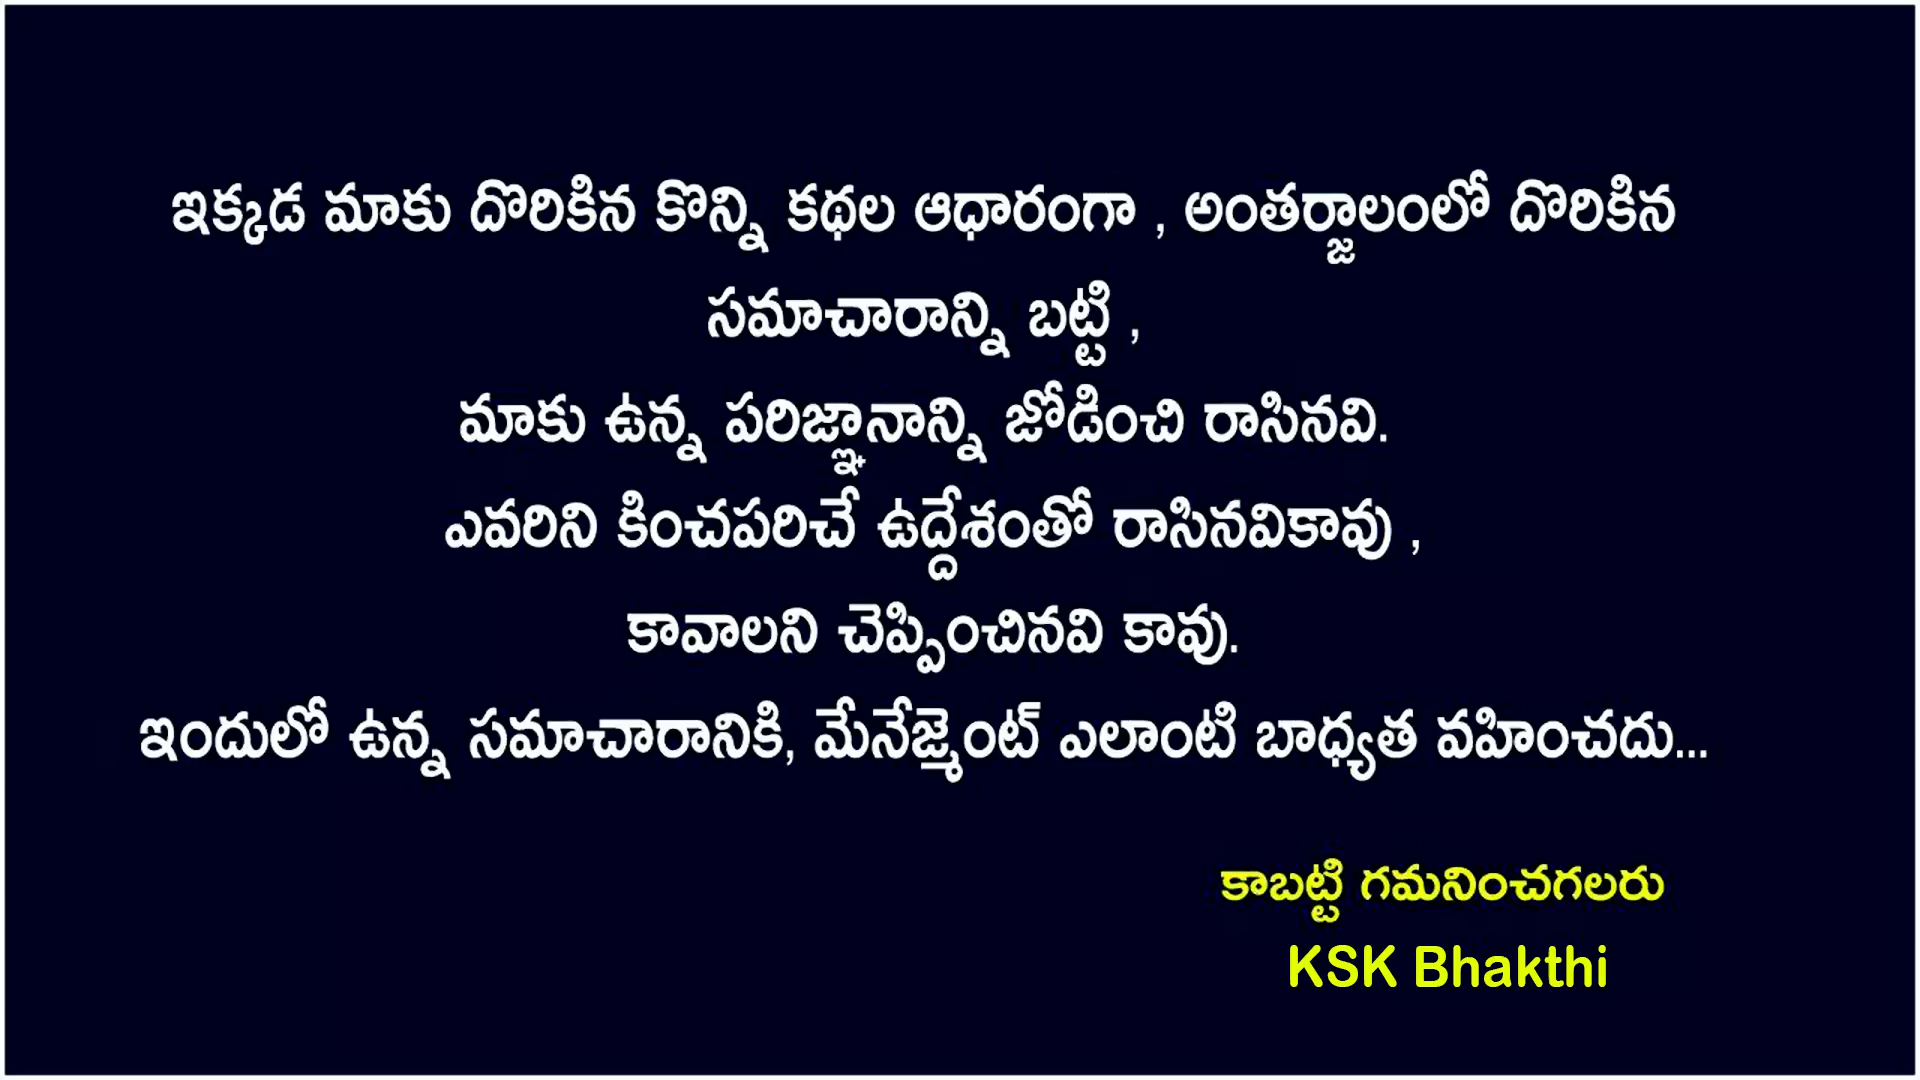 ఇక్కడ మాకు దొరికిన కొన్ని కథల ఆధారంగా , అంతర్జాలంలో దొరికిన
సమాచారాన్ని బట్టి ,
మాకు ఉన్న పరిజ్ఞానాన్ని జోడించి రాసినవి.
ఎవరిని కించపరిచే ఉద్దేశంతో రాసినవికావు ,
కావాలని చెప్పించినవి కావు.
ఇందులో ఉన్న సమాచారానికి, మేనేజ్మెంట్ ఎలాంటి బాధ్యత వహించదు...
కాబట్టి గమనించగలరు
KSK Bhakthi